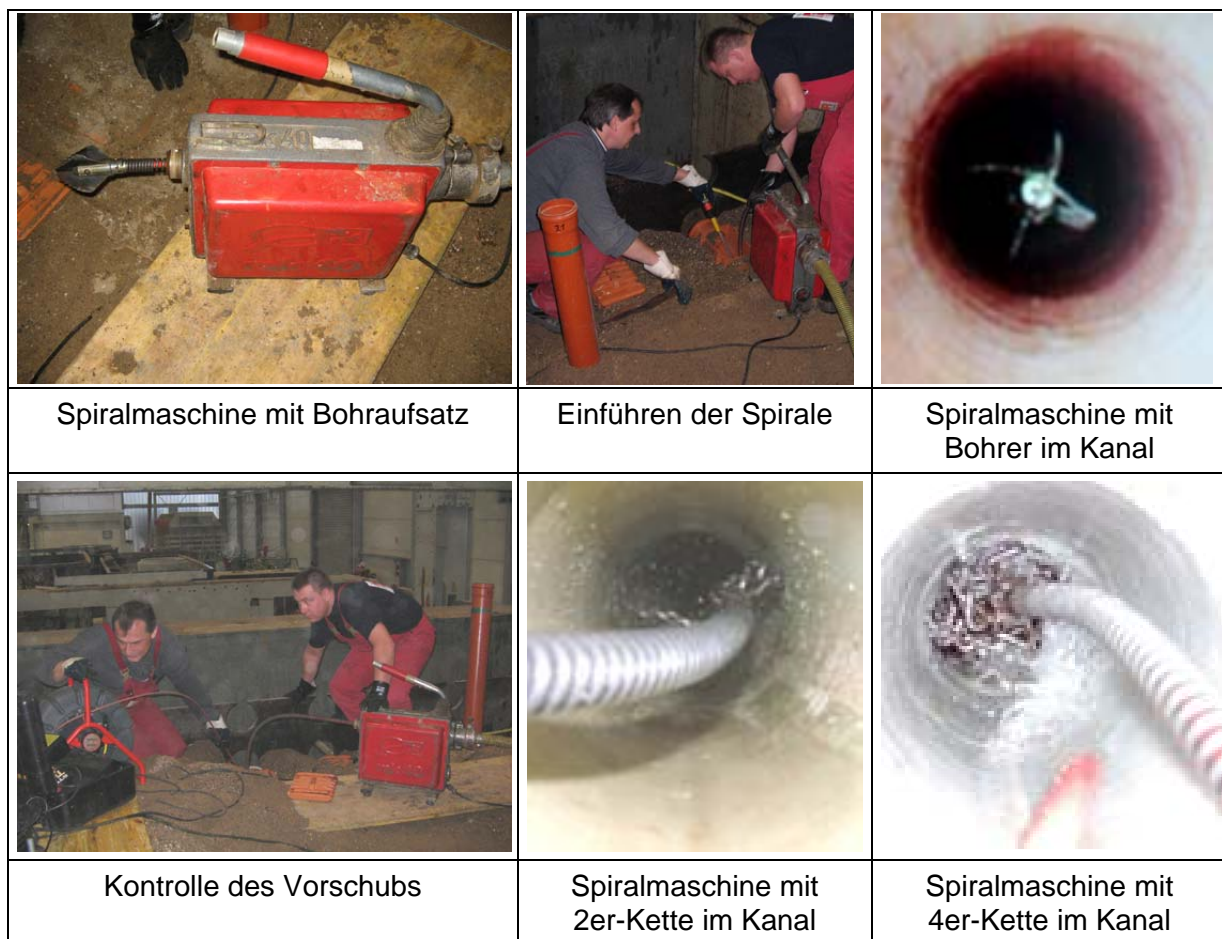 Spiralmaschine mit Bohraufsatz
Einführen der Spirale
Spiralmaschine mit
Bohrer im Kanal
Kontrolle des Vorschubs
Spiralmaschine mit
2er-Kette im Kanal
Spiralmaschine mit
4er-Kette im Kanal